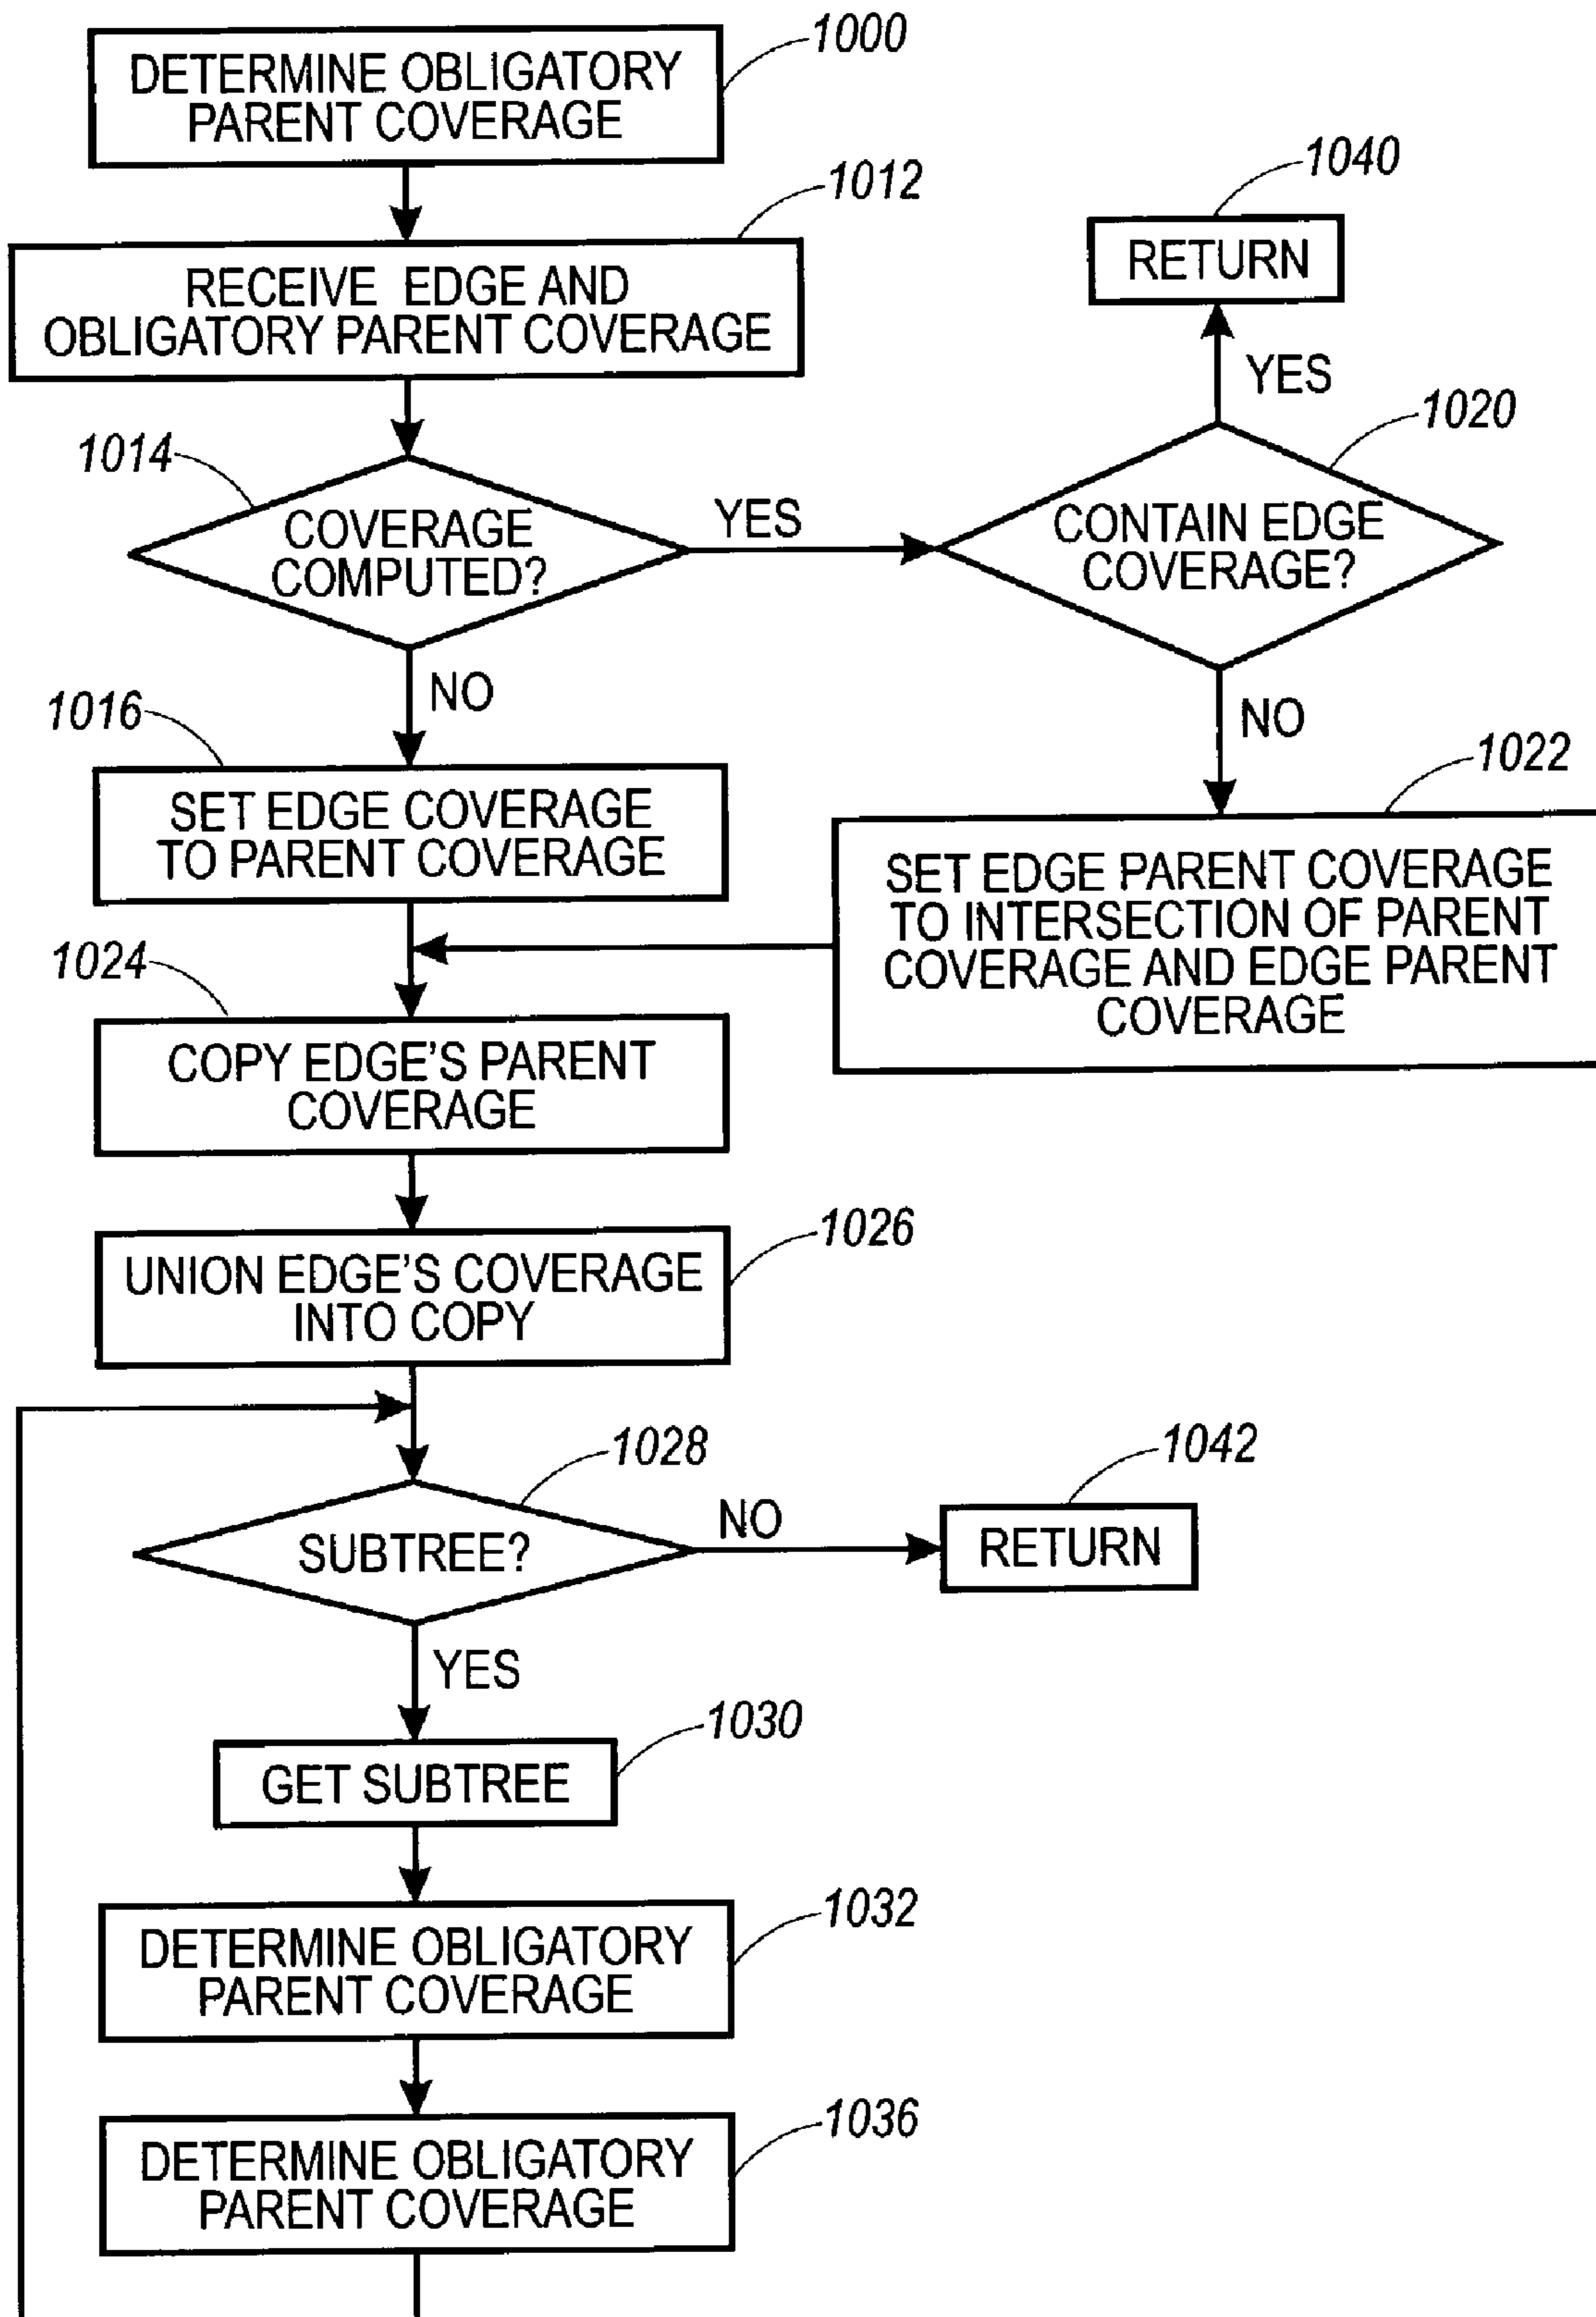 1000
DETERMINE OBLIGATORY
PARENT COVERAGE
1012
RECEIVE EDGE AND
OBLIGATORY PARENT COVERAGE
1014
COVERAGE
COMPUTED?
YES
1040
RETURN
YES
1020
CONTAIN EDGE
COVERAGE?
NO
NO
1016
SET EDGE COVERAGE
TO PARENT COVERAGE
1022
SET EDGE PARENT COVERAGE
TO INTERSECTION OF PARENT
COVERAGE AND EDGE PARENT
COVERAGE
1024
COPY EDGE'S PARENT
COVERAGE
1026
UNION EDGE'S COVERAGE
INTO COPY
1028
SUBTREE?
NO
1042
RETURN
YES
1030
GET SUBTREE
1032
DETERMINE OBLIGATORY
PARENT COVERAGE
1036
DETERMINE OBLIGATORY
PARENT COVERAGE